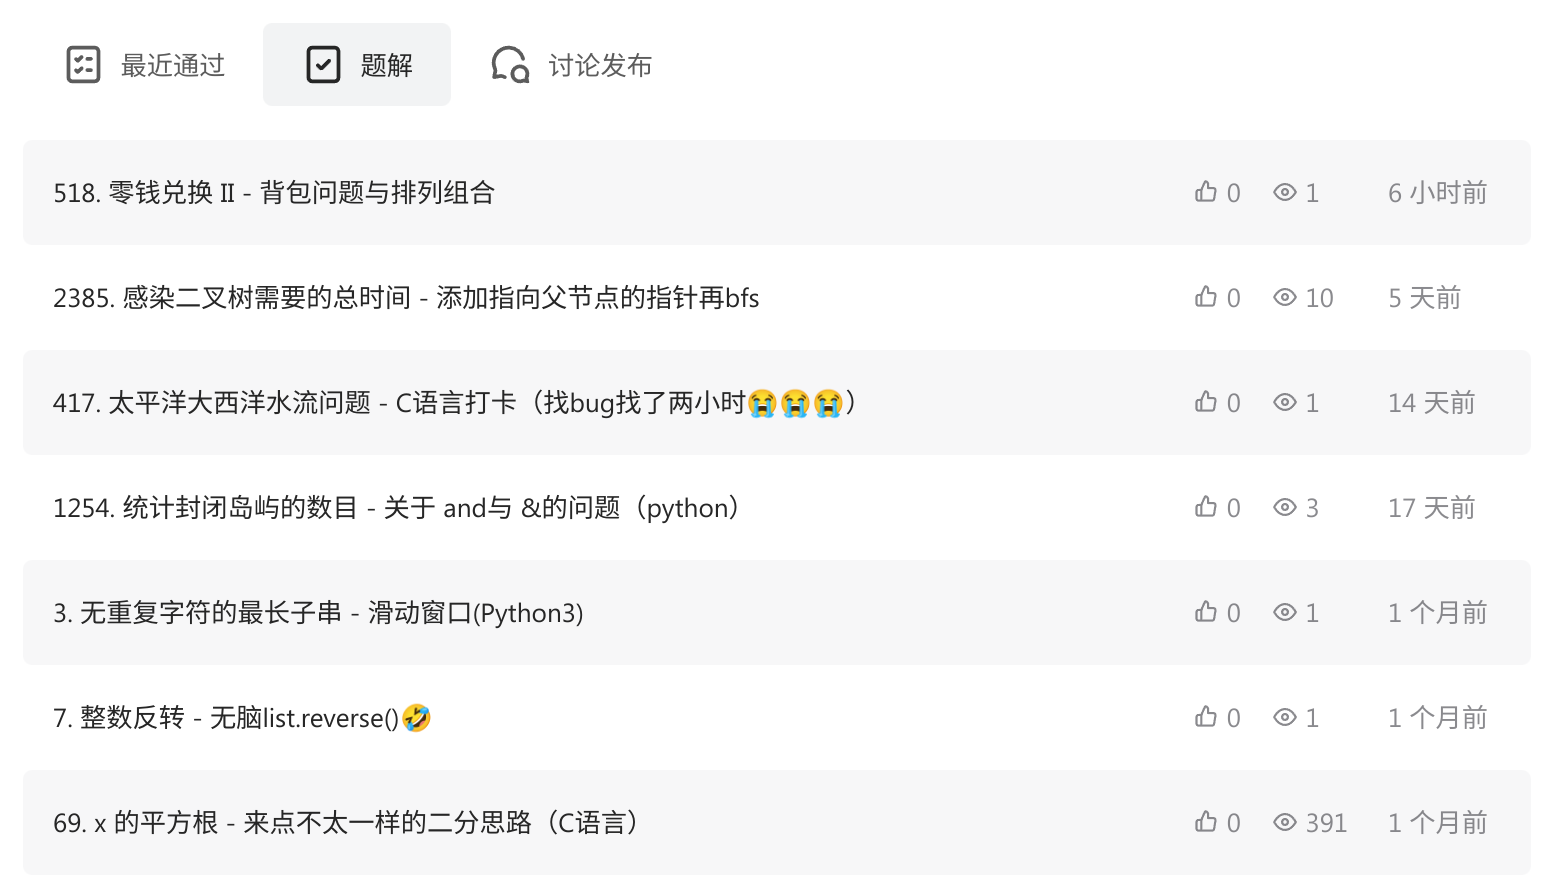 最近通过 题解 讨论发布
518. 零钱兑换 II - 背包问题与排列组合 0 1 6 小时前
2385. 感染二叉树需要的总时间 - 添加指向父节点的指针再bfs 0 10 5 天前
417. 太平洋大西洋水流问题 - C语言打卡（找bug找了两小时😭😭😭） 0 1 14 天前
1254. 统计封闭岛屿的数目 - 关于 and与 &的问题（python） 0 3 17 天前
3. 无重复字符的最长子串 - 滑动窗口(Python3) 0 1 1 个月前
7. 整数反转 - 无脑list.reverse()🤣 0 1 1 个月前
69. x 的平方根 - 来点不太一样的二分思路（C语言） 0 391 1 个月前